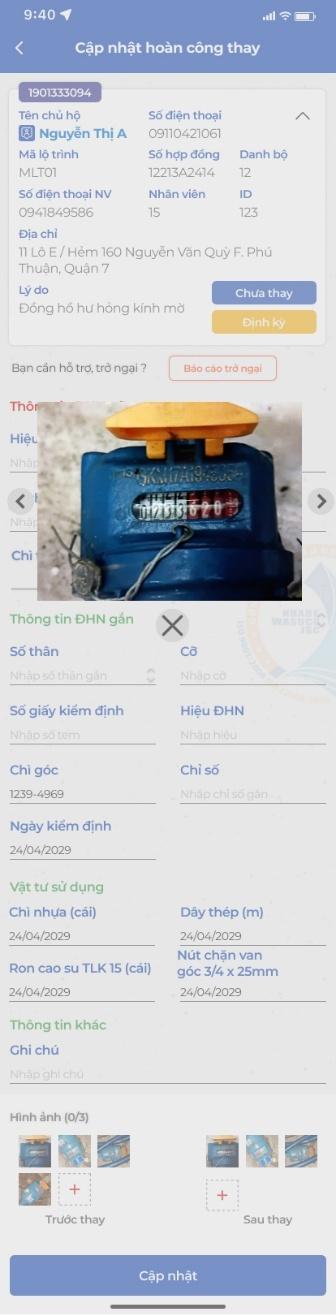 9:40
Cập nhật hoàn công thay
1901333094
Tên chủ hộ
Số điện thoại
Nguyễn Thị A
09110421061
Mã lộ trình
Số hợp đồng
Danh bộ
MLT01
12213A2414
12
Số điện thoại NV
Nhân viên
ID
0941849586
15
123
Địa chỉ
11 Lô E / Hẻm 160 Nguyễn Văn Quỳ F. Phú
Thuận, Quận 7
Lý do
Chưa thay
Đồng hồ hư hỏng kính mờ
Định kỳ
Bạn cần hỗ trợ, trở ngại ?
Báo cáo trở ngại
Hiệu
Thông tin ĐHN gắn
Số thân
Cỡ
Nhập số thân gắn
Nhập cỡ
Số giấy kiểm định
Hiệu ĐHN
Nhập số tem
Nhập hiệu
Chì góc
Chỉ số
1239-4969
Nhập chỉ số gắn
Ngày kiểm định
24/04/2029
Vật tư sử dụng
Chì nhựa (cái)
Dây thép (m)
24/04/2029
24/04/2029
Ron cao su TLK 15 (cái)
Nút chặn van
góc 3/4 x 25mm
24/04/2029
24/04/2029
Thông tin khác
Ghi chú
Nhập ghi chú
Hình ảnh (0/3)
Trước thay
Sau thay
Cập nhật